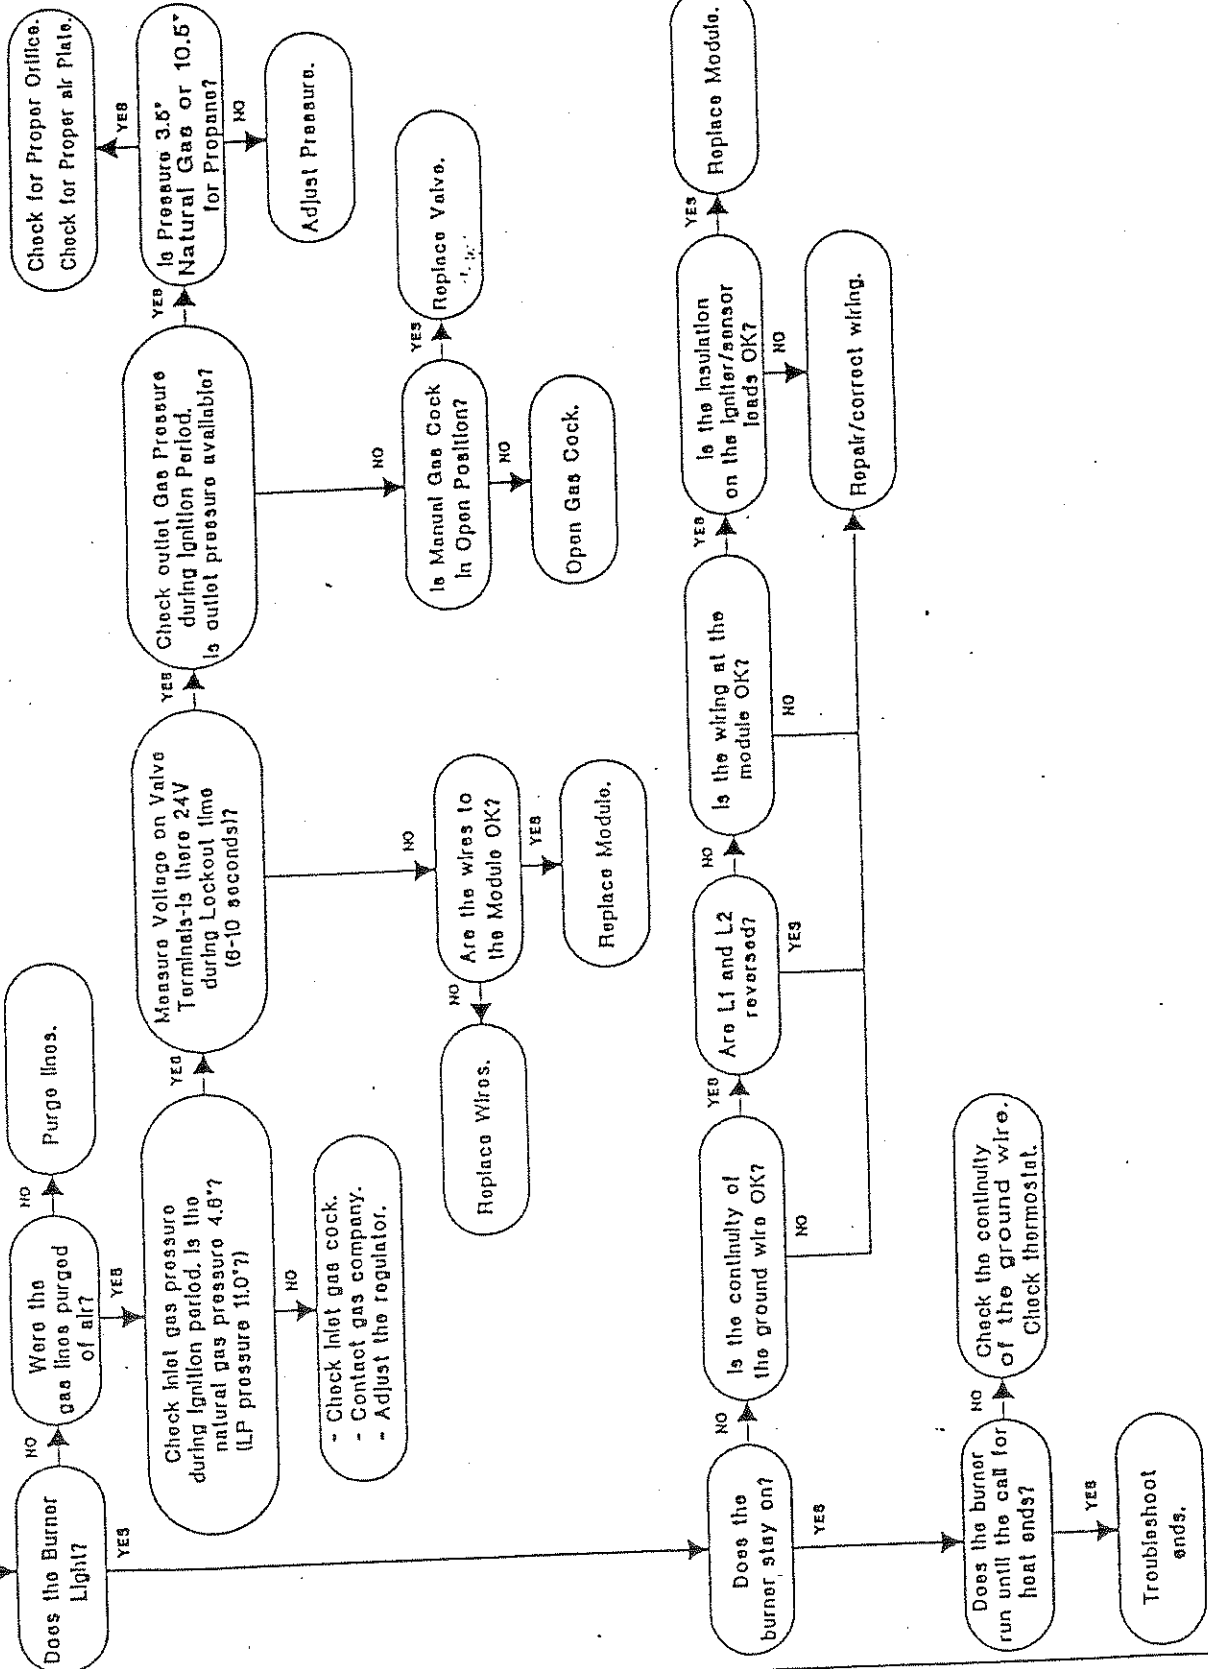 Does the Burner
Light?
NO
YES
Were the
gas lines purged
of air?
NO
YES
Purge lines.
Check inlet gas pressure
during ignition period. Is the
natural gas pressure 4.6"?
(LP pressure 11.0"?)
YES
NO
- Check inlet gas cock.
- Contact gas company.
- Adjust the regulator.
Measure Voltage on Valve
Terminals-Is there 24V
during Lockout time
(6-10 seconds)?
YES
NO
Are the wires to
the Module OK?
NO
YES
Replace Wires.
Replace Module.
Check outlet Gas Pressure
during Ignition Period.
Is outlet pressure available?
YES
NO
Is Manual Gas Cock
in Open Position?
YES
NO
Replace Valve.
Open Gas Cock.
Is Pressure 3.5"
Natural Gas or 10.5"
for Propane?
YES
NO
Check for Proper Orifice.
Check for Proper air Plate.
Adjust Pressure.
Does the
burner stay on?
NO
YES
Is the continuity of
the ground wire OK?
YES
NO
Are L1 and L2
reversed?
NO
YES
Is the wiring at the
module OK?
YES
NO
Is the insulation
on the igniter/sensor
leads OK?
YES
NO
Replace Module.
Repair/correct wiring.
Does the burner
run until the call for
heat ends?
NO
YES
Check the continuity
of the ground wire.
Check thermostat.
Troubleshoot
ends.